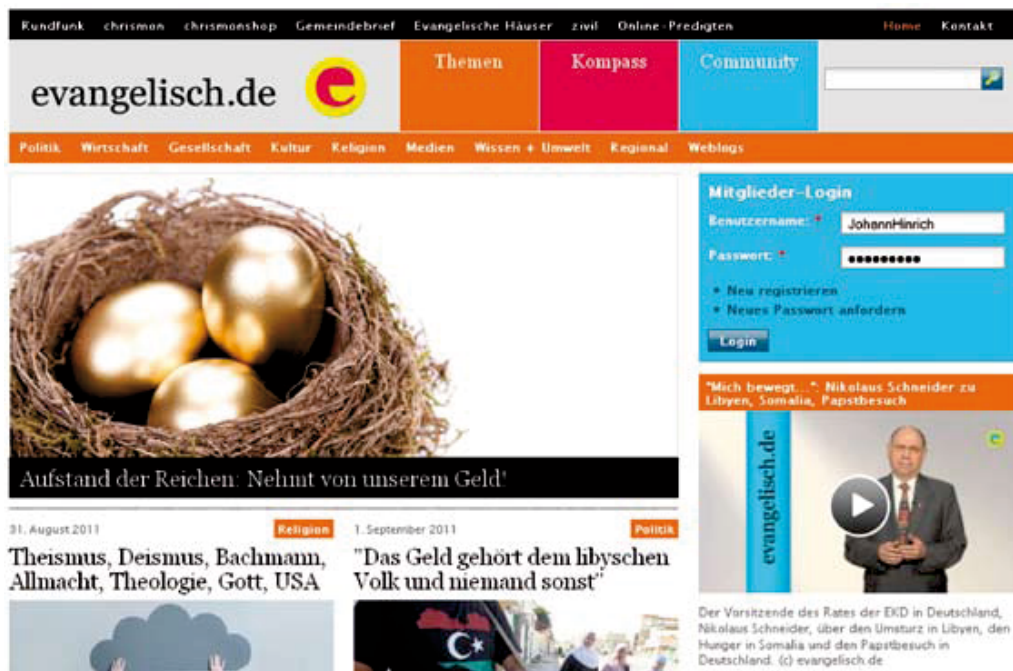 Rundfunk chrismon chrismonshop Gemeindebrief Evangelische Häuser zivil Online-Predigten Home Kontakt
evangelisch.de e
Themen Kompass Community
Politik Wirtschaft Gesellschaft Kultur Religion Medien Wissen + Umwelt Regional Weblogs
Aufstand der Reichen: Nehmt von unserem Geld!
31. August 2011 Religion
Theismus, Deismus, Bachmann,
Allmacht, Theologie, Gott, USA
1. September 2011 Politik
"Das Geld gehört dem libyschen
Volk und niemand sonst"
Mitglieder-Login
Benutzername: * JohannHinrich
Passwort: * •••••••••
• Neu registrieren
• Neues Passwort anfordern
Login
"Mich bewegt...": Nikolaus Schneider zu
Libyen, Somalia, Papstbesuch
evangelisch.de
e
Der Vorsitzende des Rates der EKD in Deutschland,
Nikolaus Schneider, über den Umsturz in Libyen, den
Hunger in Somalia und den Papstbesuch in
Deutschland. (c) evangelisch.de